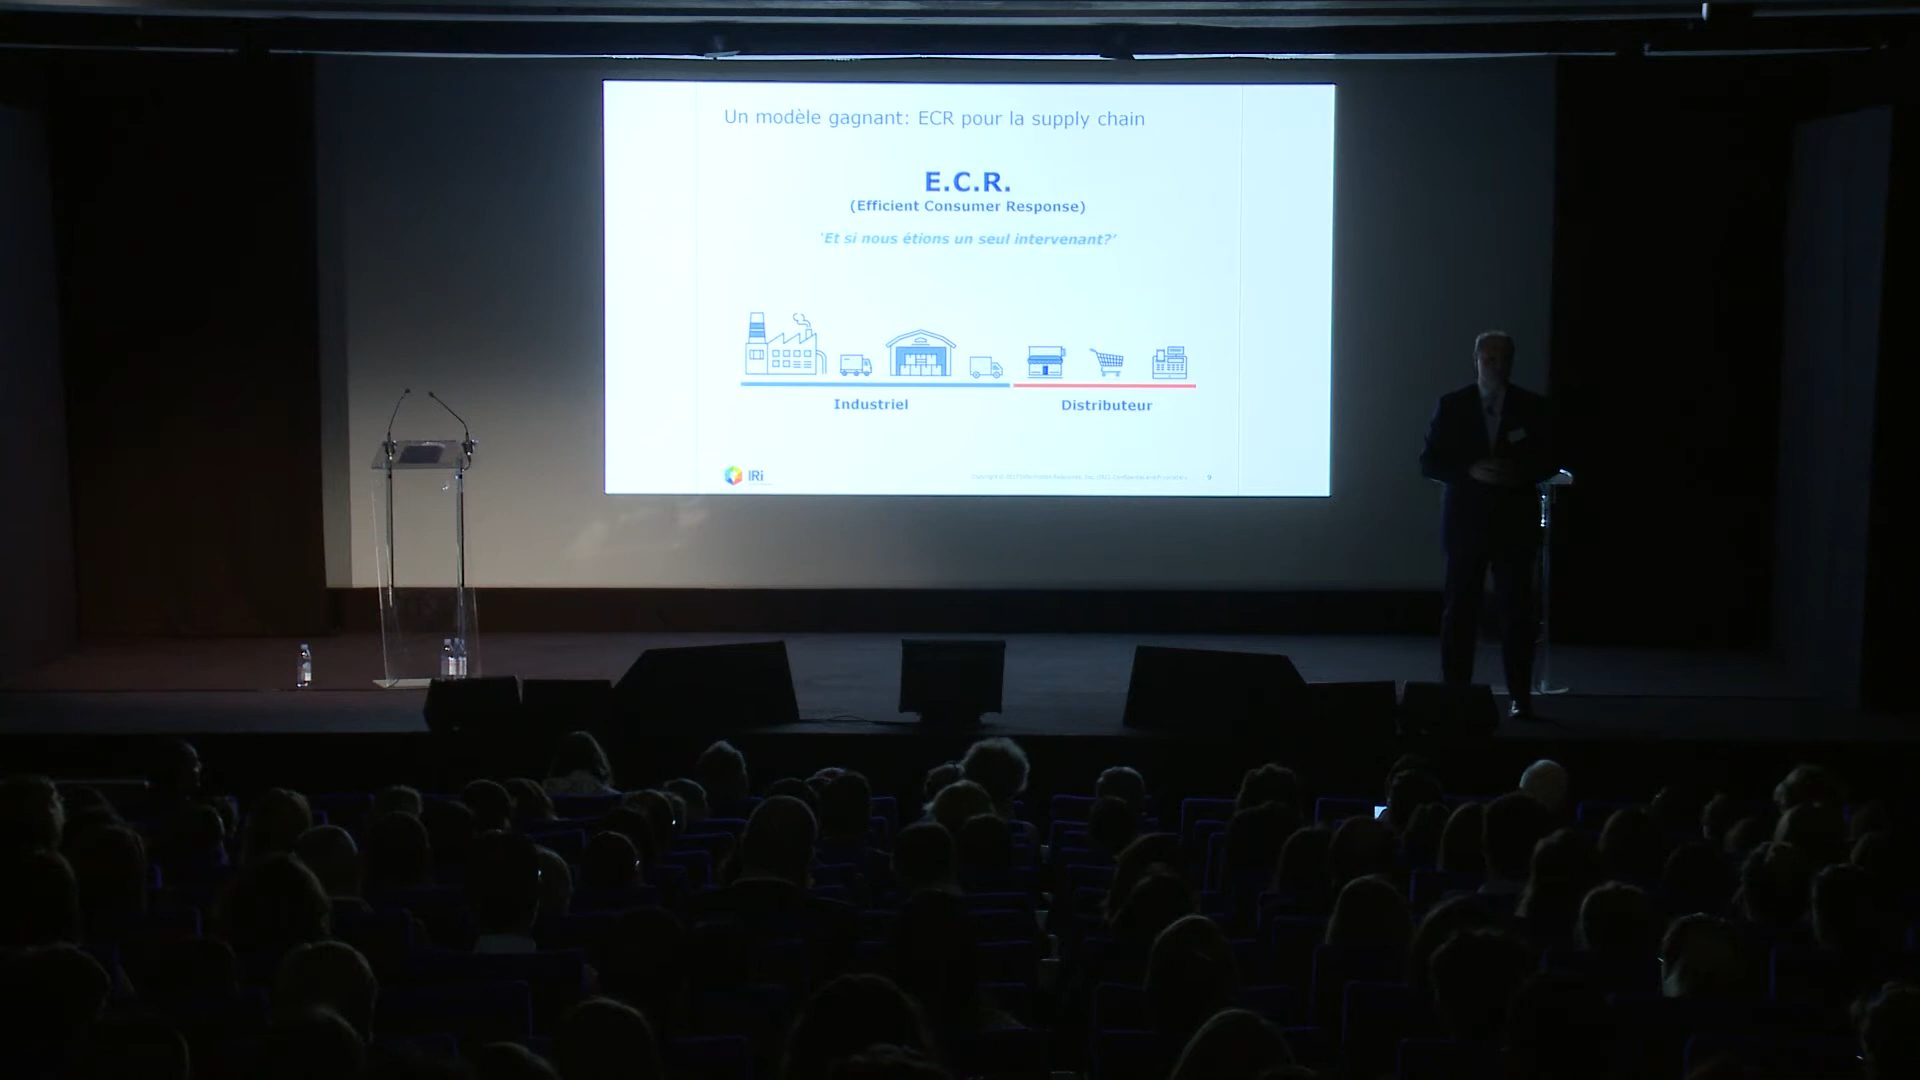 Un modèle gagnant: ECR pour la supply chain
E.C.R.
(Efficient Consumer Response)
‘Et si nous étions un seul intervenant?’
Industriel
Distributeur
IRi
9